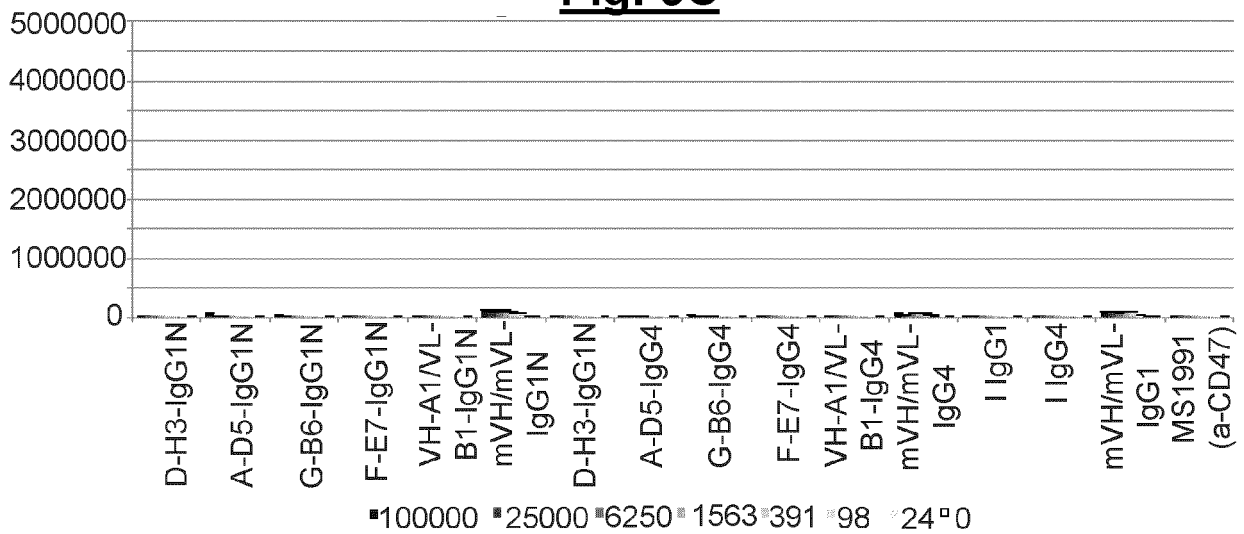 5000000
4000000
3000000
2000000
1000000
0
D-H3-IgG1N
A-D5-IgG1N
G-B6-IgG1N
F-E7-IgG1N
VH-A1/VL-
B1-IgG1N
mVH/mVL-
IgG1N
D-H3-IgG1N
A-D5-IgG4
G-B6-IgG4
F-E7-IgG4
VH-A1/VL-
B1-IgG4
mVH/mVL-
IgG4
I IgG1
I IgG4
mVH/mVL-
IgG1
MS1991
(a-CD47)
100000 25000 6250 1563 391 98 24 0